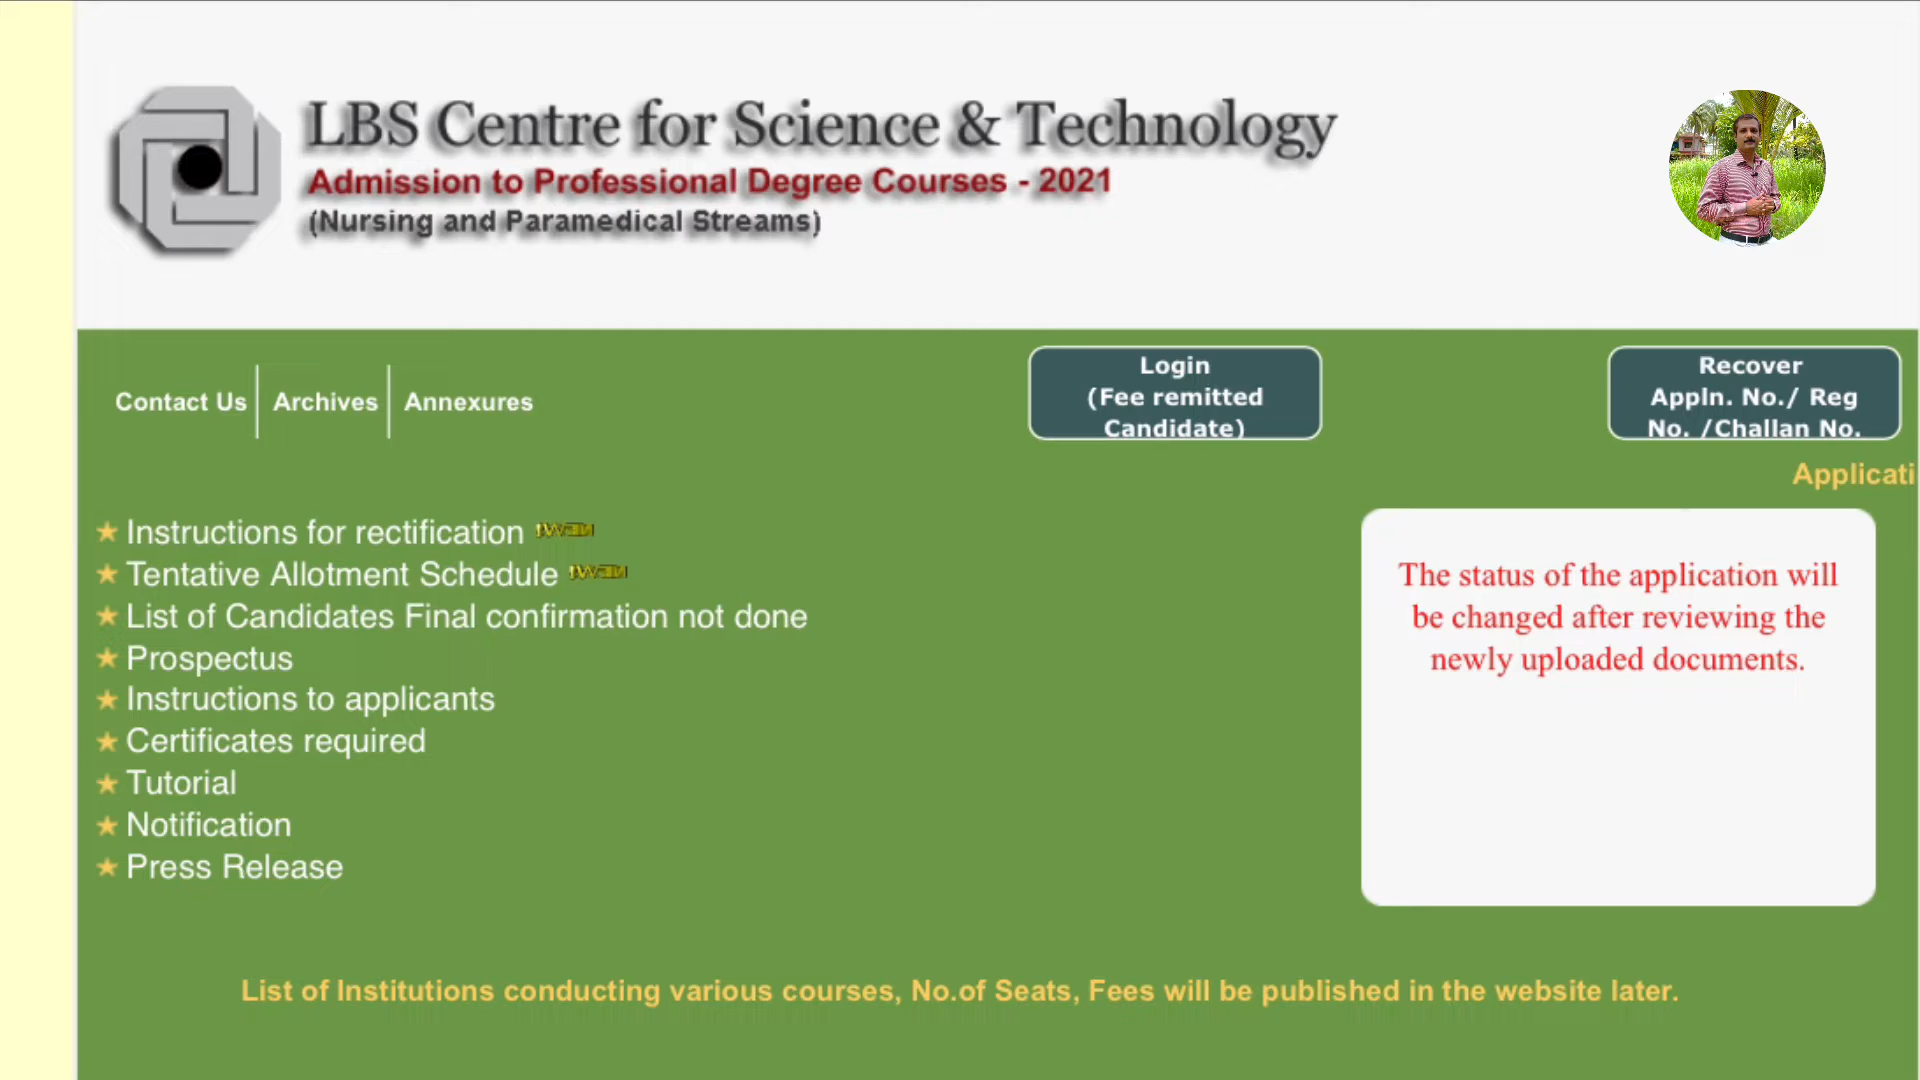 LBS Centre for Science & Technology
Admission to Professional Degree Courses - 2021
(Nursing and Paramedical Streams)
Contact Us
Archives
Annexures
Login
(Fee remitted
Candidate)
Recover
Appln. No./ Reg
No. /Challan No.
Applicati
Instructions for rectification
Tentative Allotment Schedule
List of Candidates Final confirmation not done
Prospectus
Instructions to applicants
Certificates required
Tutorial
Notification
Press Release
The status of the application will
be changed after reviewing the
newly uploaded documents.
List of Institutions conducting various courses, No.of Seats, Fees will be published in the website later.